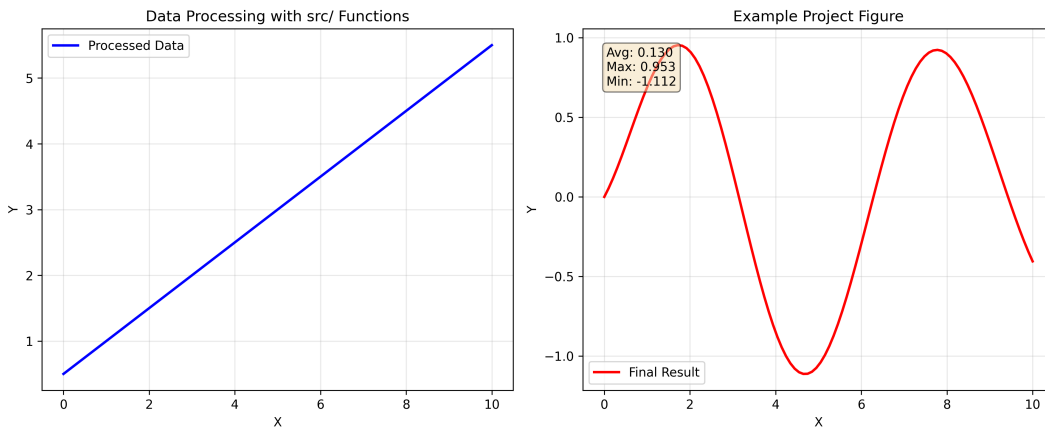 Data Processing with src/ Functions
Processed Data
5
4
3
2
1
Y
0 2 4 6 8 10
X
Example Project Figure
Avg: 0.130
Max: 0.953
Min: -1.112
1.0
0.5
0.0
−0.5
−1.0
Y
Final Result
0 2 4 6 8 10
X